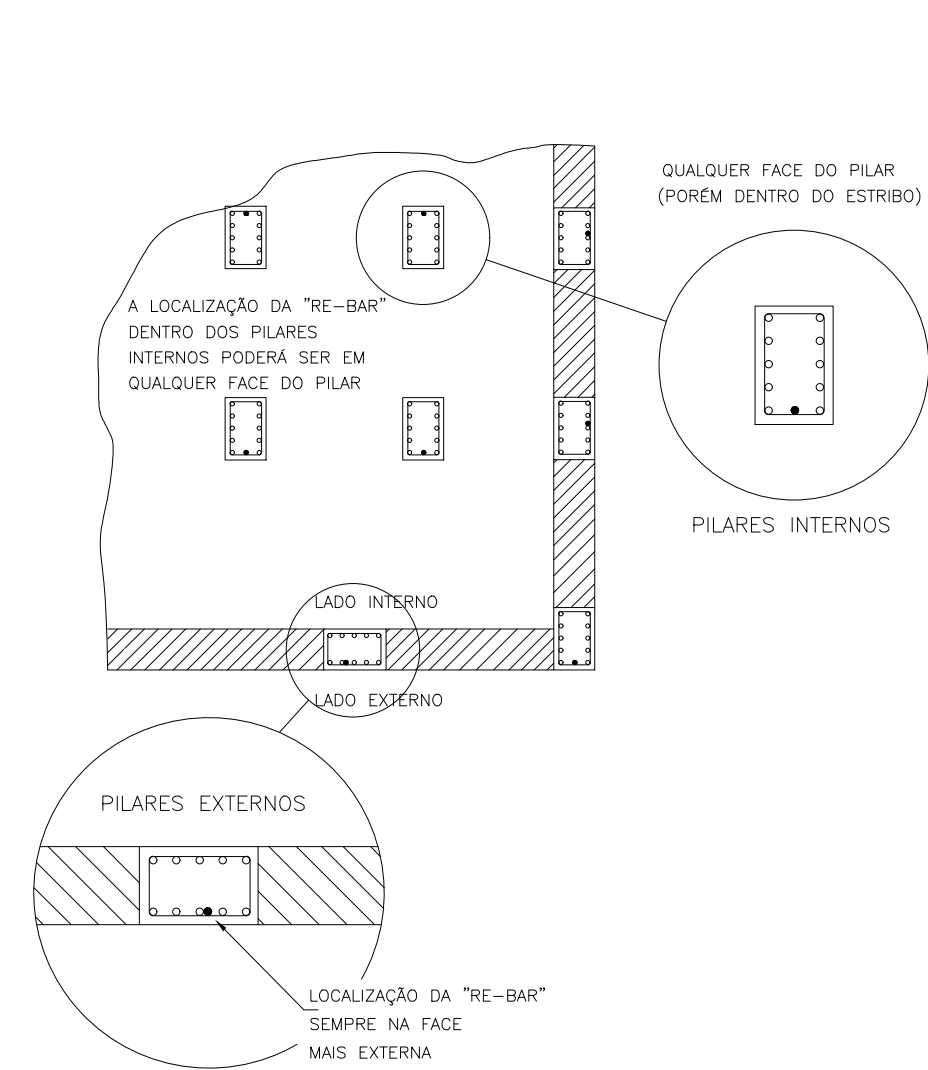 QUALQUER FACE DO PILAR
(PORÉM DENTRO DO ESTRIBO)
A LOCALIZAÇÃO DA "RE-BAR"
DENTRO DOS PILARES
INTERNOS PODERÁ SER EM
QUALQUER FACE DO PILAR
PILARES INTERNOS
LADO INTERNO
LADO EXTERNO
PILARES EXTERNOS
LOCALIZAÇÃO DA "RE-BAR"
SEMPRE NA FACE
MAIS EXTERNA